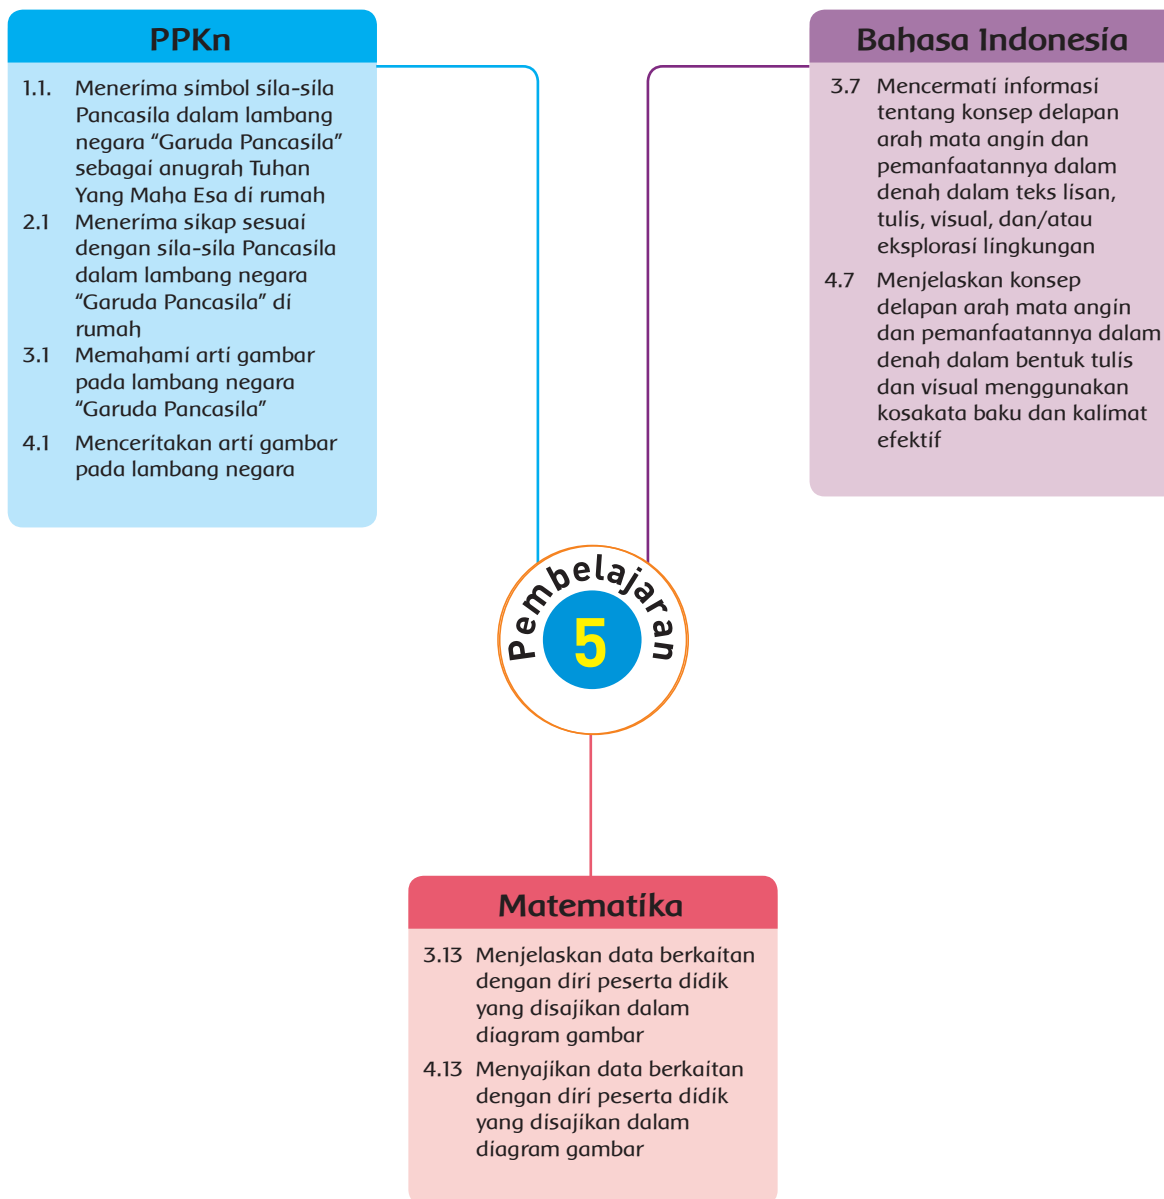 PPKn
1.1. Menerima simbol sila-sila
Pancasila dalam lambang
negara “Garuda Pancasila”
sebagai anugrah Tuhan
Yang Maha Esa di rumah
2.1 Menerima sikap sesuai
dengan sila-sila Pancasila
dalam lambang negara
“Garuda Pancasila” di
rumah
3.1 Memahami arti gambar
pada lambang negara
“Garuda Pancasila”
4.1 Menceritakan arti gambar
pada lambang negara
Bahasa Indonesia
3.7 Mencermati informasi
tentang konsep delapan
arah mata angin dan
pemanfaatannya dalam
denah dalam teks lisan,
tulis, visual, dan/atau
eksplorasi lingkungan
4.7 Menjelaskan konsep
delapan arah mata angin
dan pemanfaatannya dalam
denah dalam bentuk tulis
dan visual menggunakan
kosakata baku dan kalimat
efektif
Pembelajaran
5
Matematika
3.13 Menjelaskan data berkaitan
dengan diri peserta didik
yang disajikan dalam
diagram gambar
4.13 Menyajikan data berkaitan
dengan diri peserta didik
yang disajikan dalam
diagram gambar